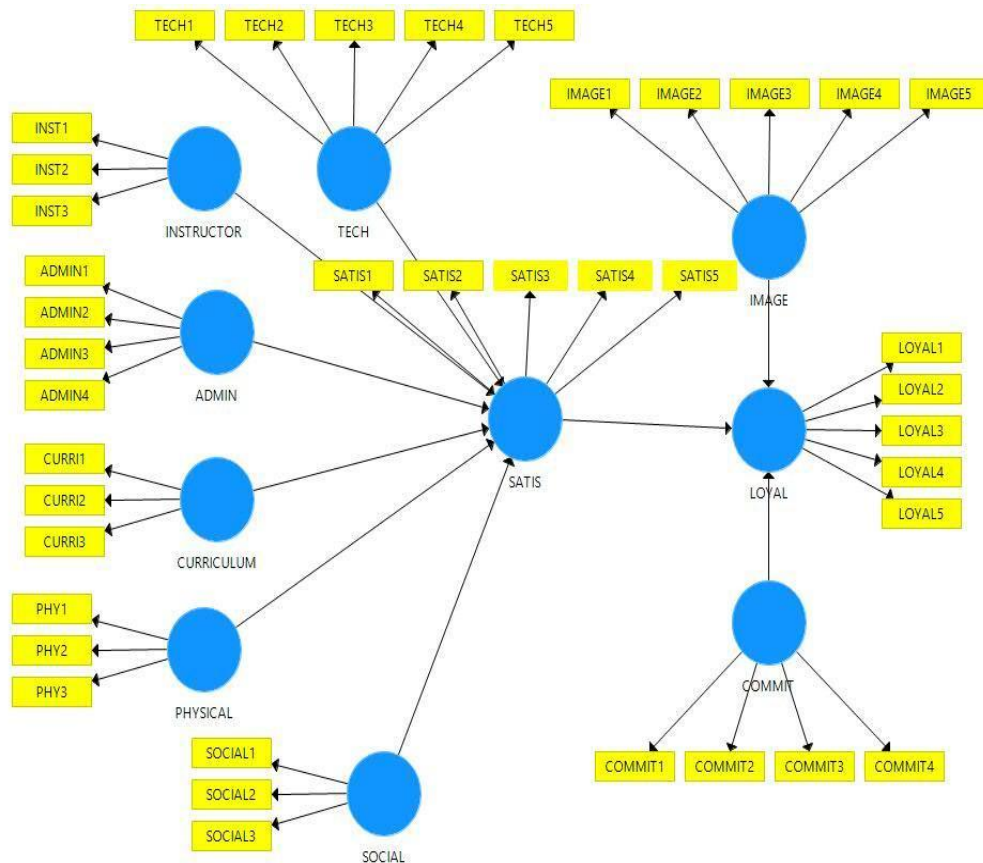 TECH1
TECH2
TECH3
TECH4
TECH5
IMAGE1
IMAGE2
IMAGE3
IMAGE4
IMAGE5
INST1
INST2
INST3
INSTRUCTOR
TECH
SATIS1
SATIS2
SATIS3
SATIS4
SATIS5
IMAGE
ADMIN1
ADMIN2
ADMIN3
ADMIN4
ADMIN
LOYAL1
LOYAL2
LOYAL3
LOYAL4
LOYAL5
SATIS
LOYAL
CURRI1
CURRI2
CURRI3
CURRICULUM
PHY1
PHY2
PHY3
PHYSICAL
COMMIT
COMMIT1
COMMIT2
COMMIT3
COMMIT4
SOCIAL1
SOCIAL2
SOCIAL3
SOCIAL